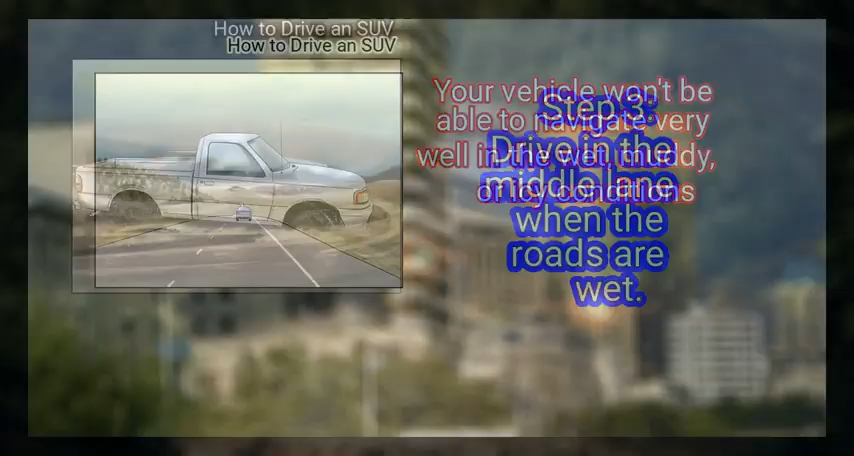 How to Drive an SUV
How to Drive an SUV
Your vehicle won't be
able to navigate very
well in the wet, muddy,
or icy conditions
Step 3:
Drive in the
middle lane
when the
roads are
wet.